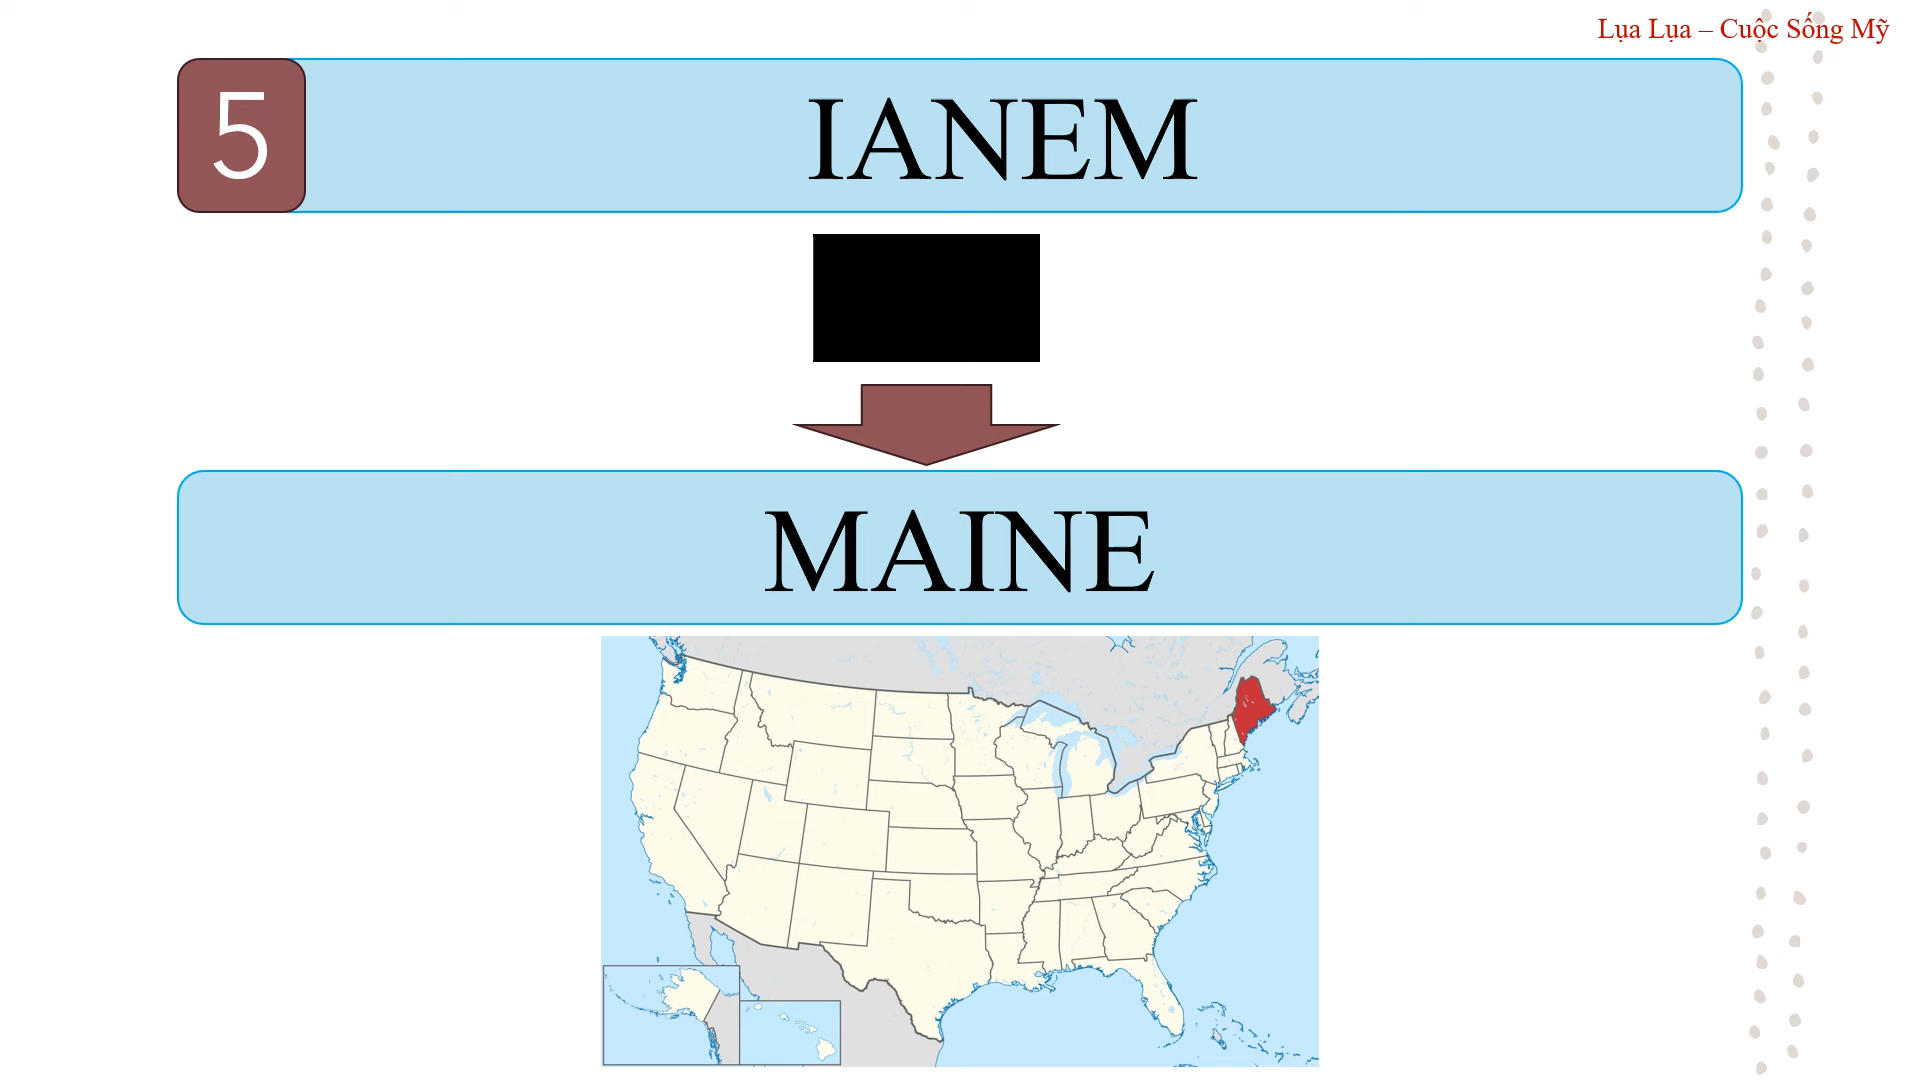 Lụa Lụa – Cuộc Sống Mỹ
5 IANEM
MAINE